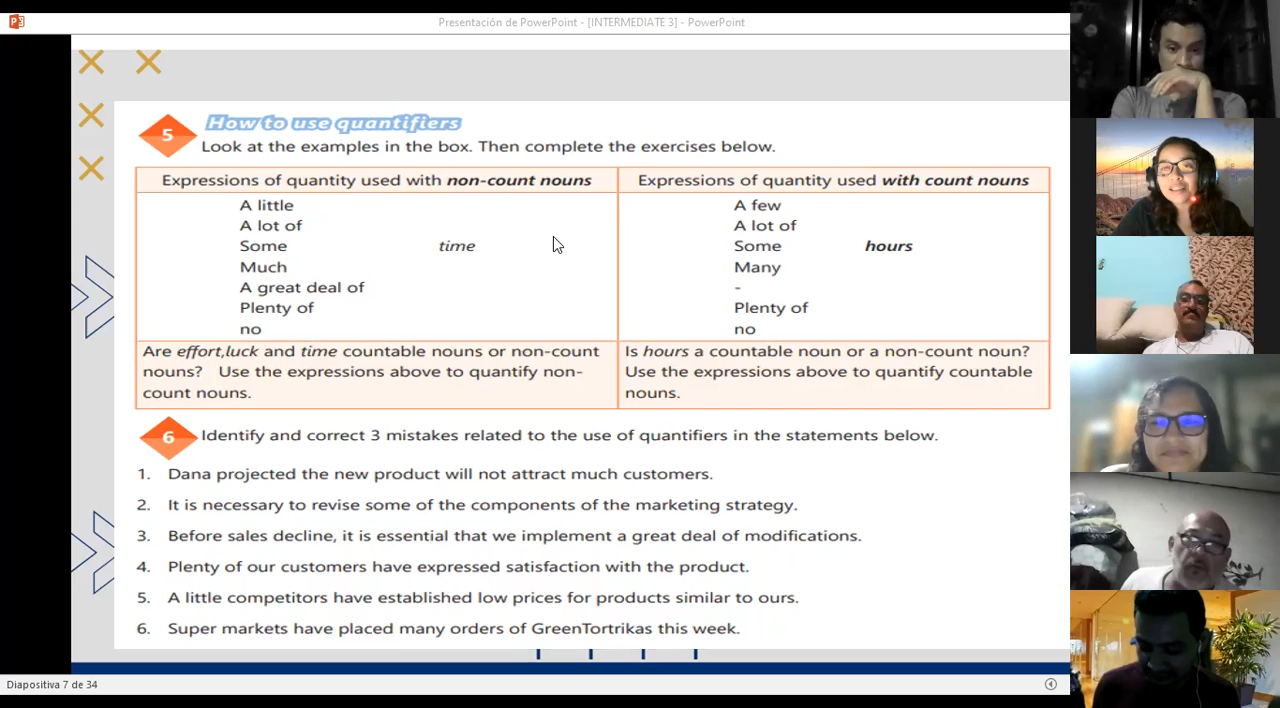 Presentación de PowerPoint - [INTERMEDIATE 3] - PowerPoint
5
How to use quantifiers
Look at the examples in the box. Then complete the exercises below.
Expressions of quantity used with non-count nouns
A little
A lot of
Some time
Much
A great deal of
Plenty of
no
Are effort,luck and time countable nouns or non-count
nouns? Use the expressions above to quantify non-
count nouns.
Expressions of quantity used with count nouns
A few
A lot of
Some hours
Many
-
Plenty of
no
Is hours a countable noun or a non-count noun?
Use the expressions above to quantify countable
nouns.
6
Identify and correct 3 mistakes related to the use of quantifiers in the statements below.
1. Dana projected the new product will not attract much customers.
2. It is necessary to revise some of the components of the marketing strategy.
3. Before sales decline, it is essential that we implement a great deal of modifications.
4. Plenty of our customers have expressed satisfaction with the product.
5. A little competitors have established low prices for products similar to ours.
6. Super markets have placed many orders of GreenTortrikas this week.
Diapositiva 7 de 34